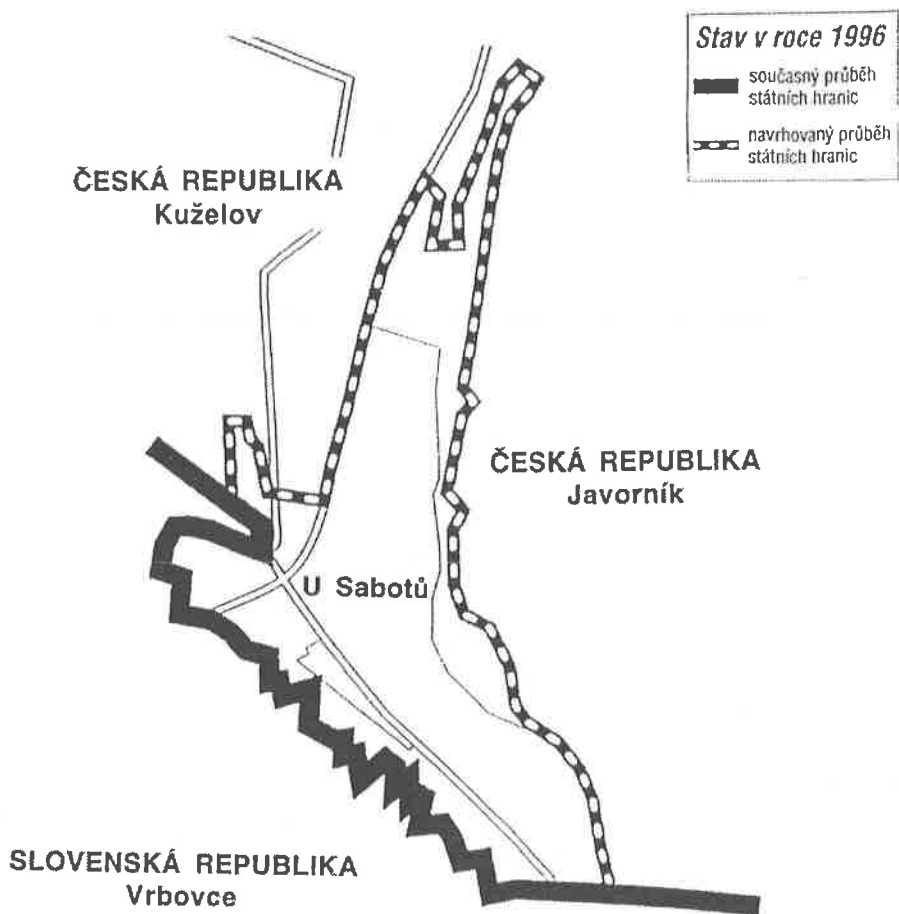 Stav v roce 1996
současný průběh
státních hranic
navrhovaný průběh
státních hranic
ČESKÁ REPUBLIKA
Kuželov
ČESKÁ REPUBLIKA
Javorník
U Sabotů
SLOVENSKÁ REPUBLIKA
Vrbovce